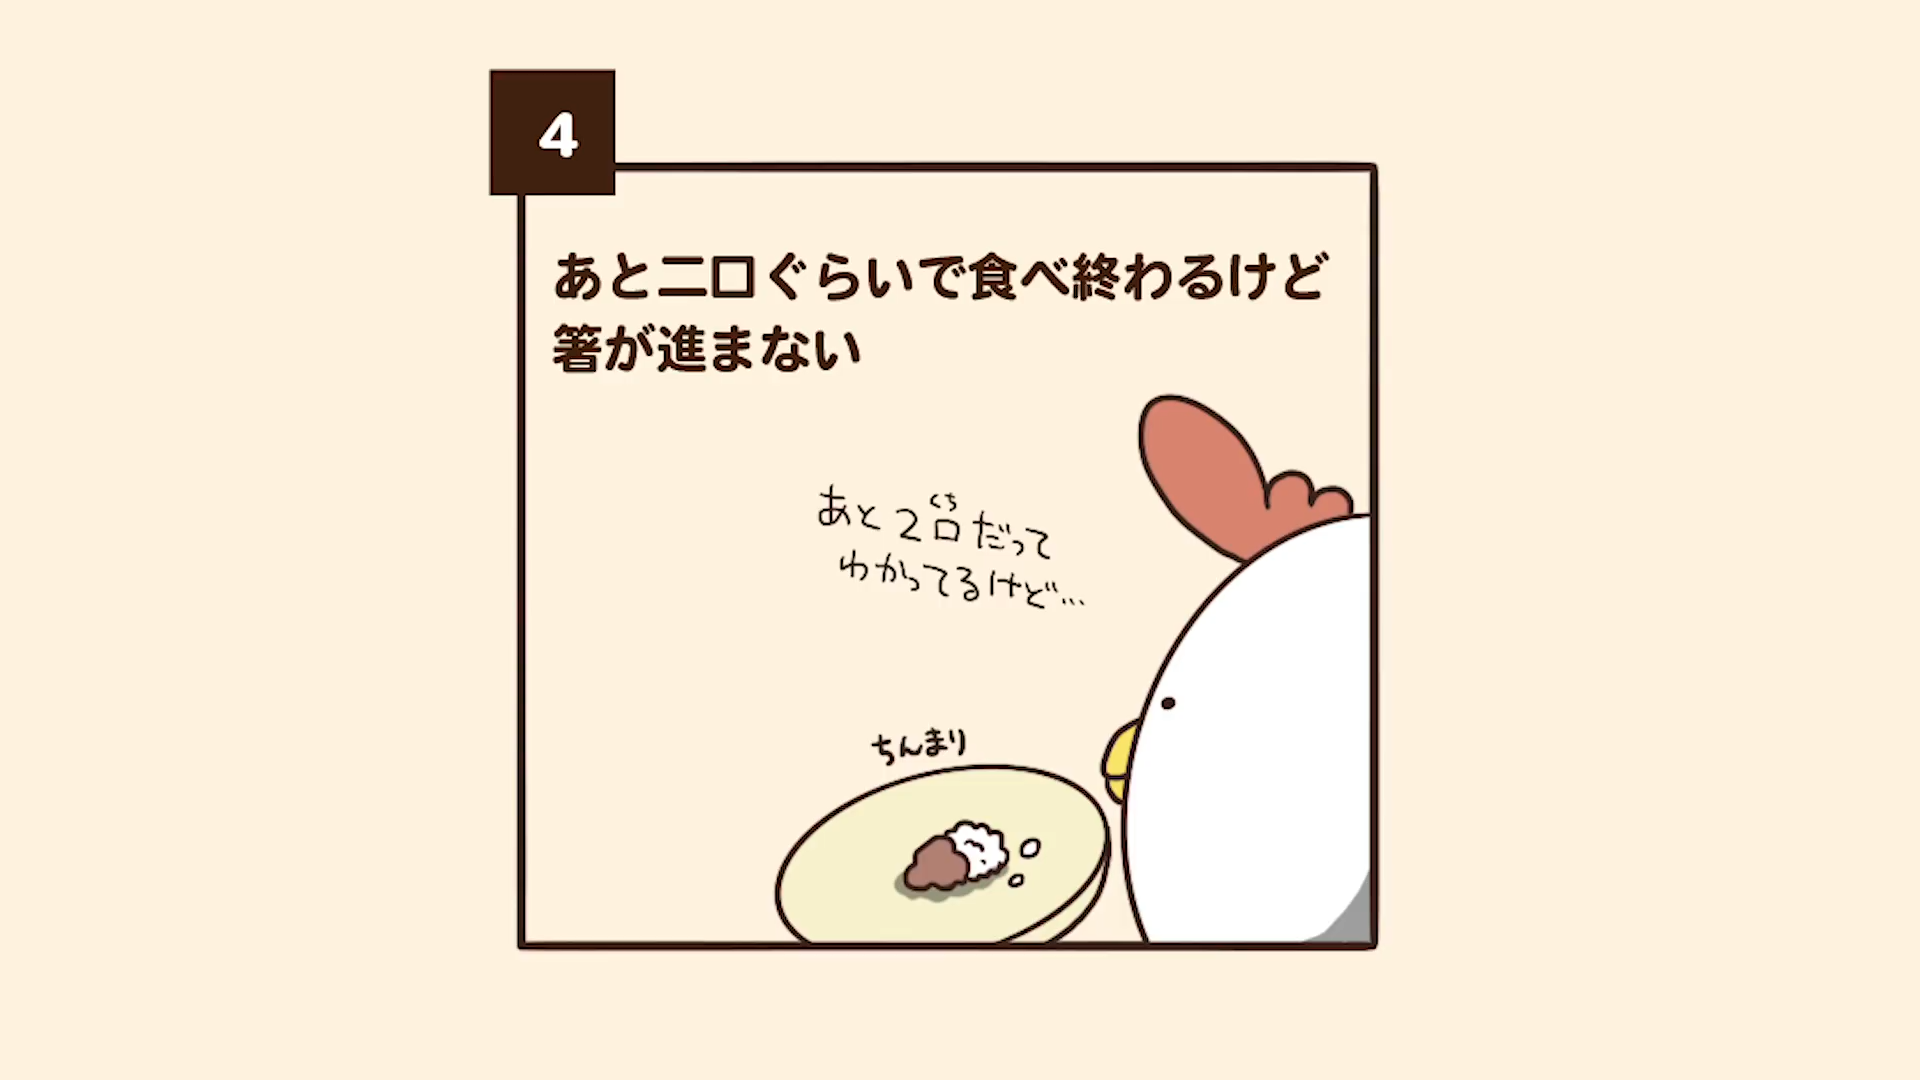 4
あと二口ぐらいで食べ終わるけど
箸が進まない
くち
あと2口だって
わかってるけど…
ちんまり